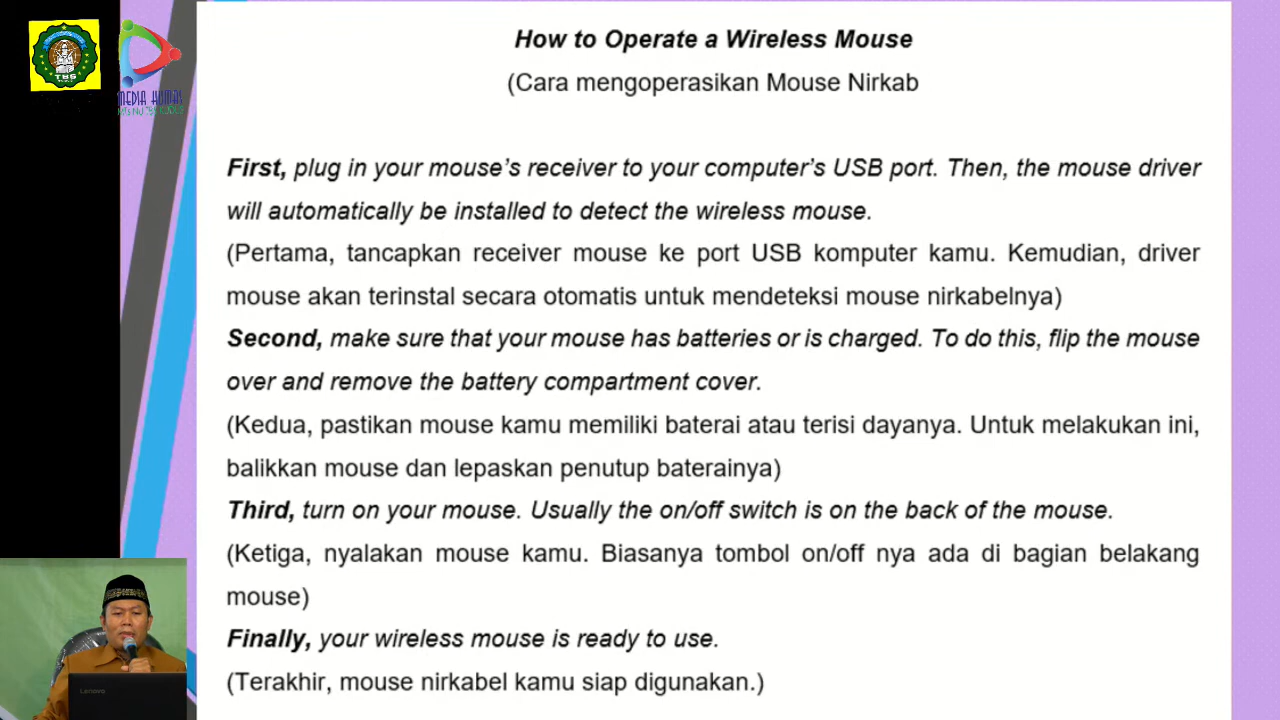 TBS
MEDIA HUMAS
How to Operate a Wireless Mouse
(Cara mengoperasikan Mouse Nirkab
First, plug in your mouse's receiver to your computer's USB port. Then, the mouse driver
will automatically be installed to detect the wireless mouse.
(Pertama, tancapkan receiver mouse ke port USB komputer kamu. Kemudian, driver
mouse akan terinstal secara otomatis untuk mendeteksi mouse nirkabelnya)
Second, make sure that your mouse has batteries or is charged. To do this, flip the mouse
over and remove the battery compartment cover.
(Kedua, pastikan mouse kamu memiliki baterai atau terisi dayanya. Untuk melakukan ini,
balikkan mouse dan lepaskan penutup baterainya)
Third, turn on your mouse. Usually the on/off switch is on the back of the mouse.
(Ketiga, nyalakan mouse kamu. Biasanya tombol on/off nya ada di bagian belakang
mouse)
Finally, your wireless mouse is ready to use.
(Terakhir, mouse nirkabel kamu siap digunakan.)
Lenovo